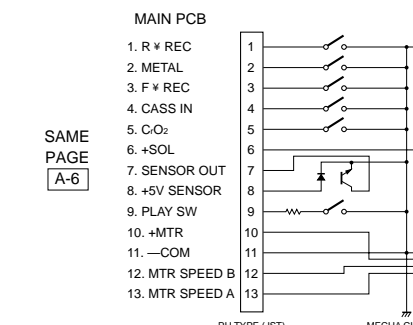 MAIN PCB
1. R ¥ REC 1
2. METAL 2
3. F ¥ REC 3
4. CASS IN 4
5. CrO2 5
6. +SOL 6
7. SENSOR OUT 7
8. +5V SENSOR 8
9. PLAY SW 9
10. +MTR 10
11. —COM 11
12. MTR SPEED B 12
13. MTR SPEED A 13
SAME
PAGE
A-6